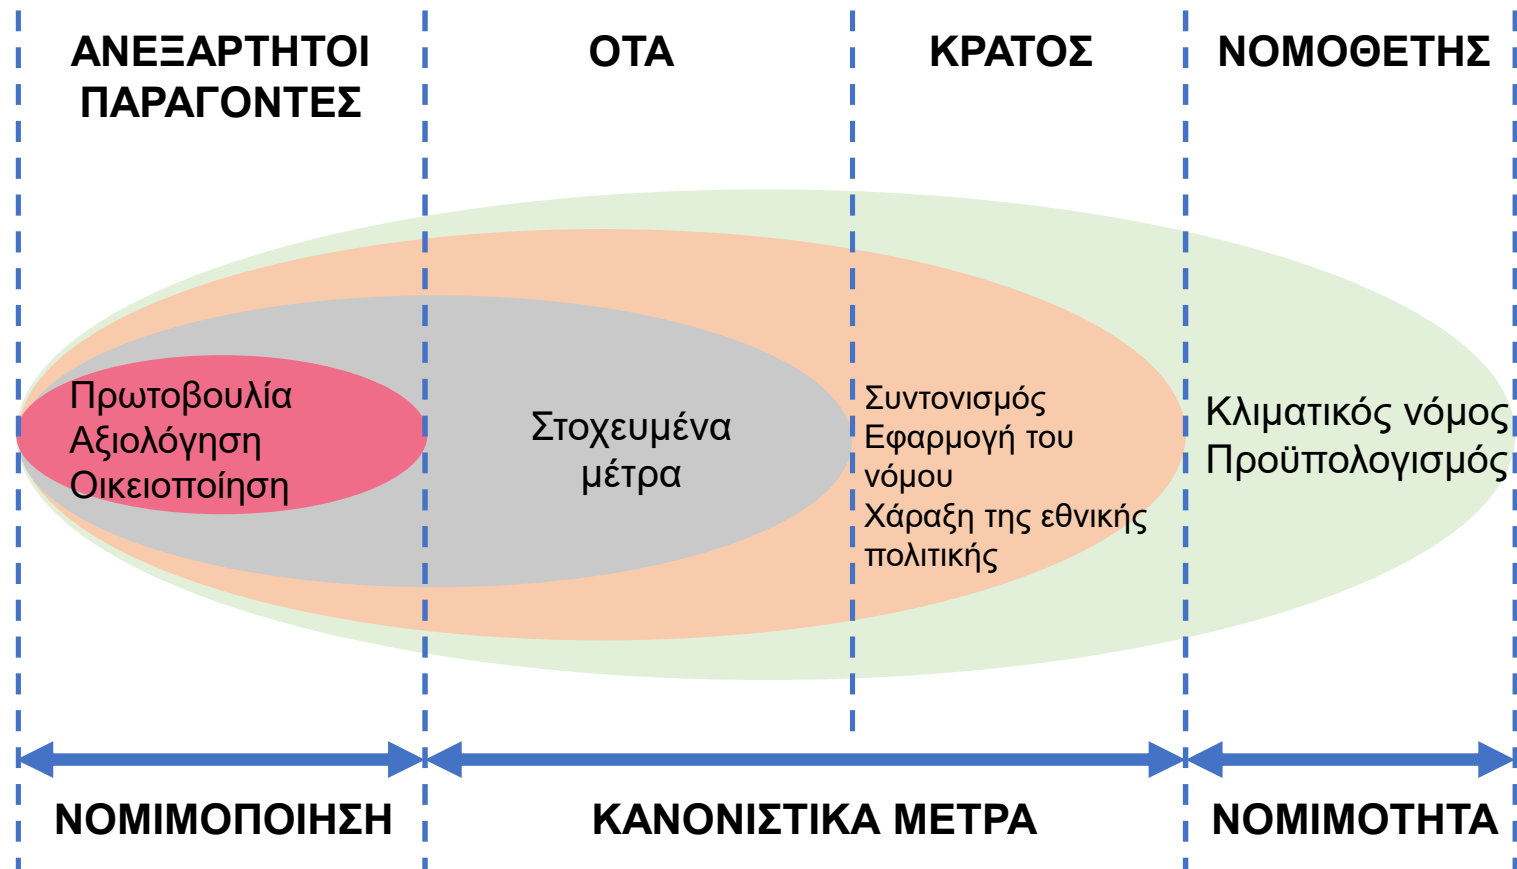 ΑΝΕΞΑΡΤΗΤΟΙ
ΠΑΡΑΓΟΝΤΕΣ
ΟΤΑ
ΚΡΑΤΟΣ
ΝΟΜΟΘΕΤΗΣ
Πρωτοβουλία
Αξιολόγηση
Οικειοποίηση
Στοχευμένα
μέτρα
Συντονισμός
Εφαρμογή του
νόμου
Χάραξη της εθνικής
πολιτικής
Κλιματικός νόμος
Προϋπολογισμός
ΝΟΜΙΜΟΠΟΙΗΣΗ
ΚΑΝΟΝΙΣΤΙΚΑ ΜΕΤΡΑ
ΝΟΜΙΜΟΤΗΤΑ